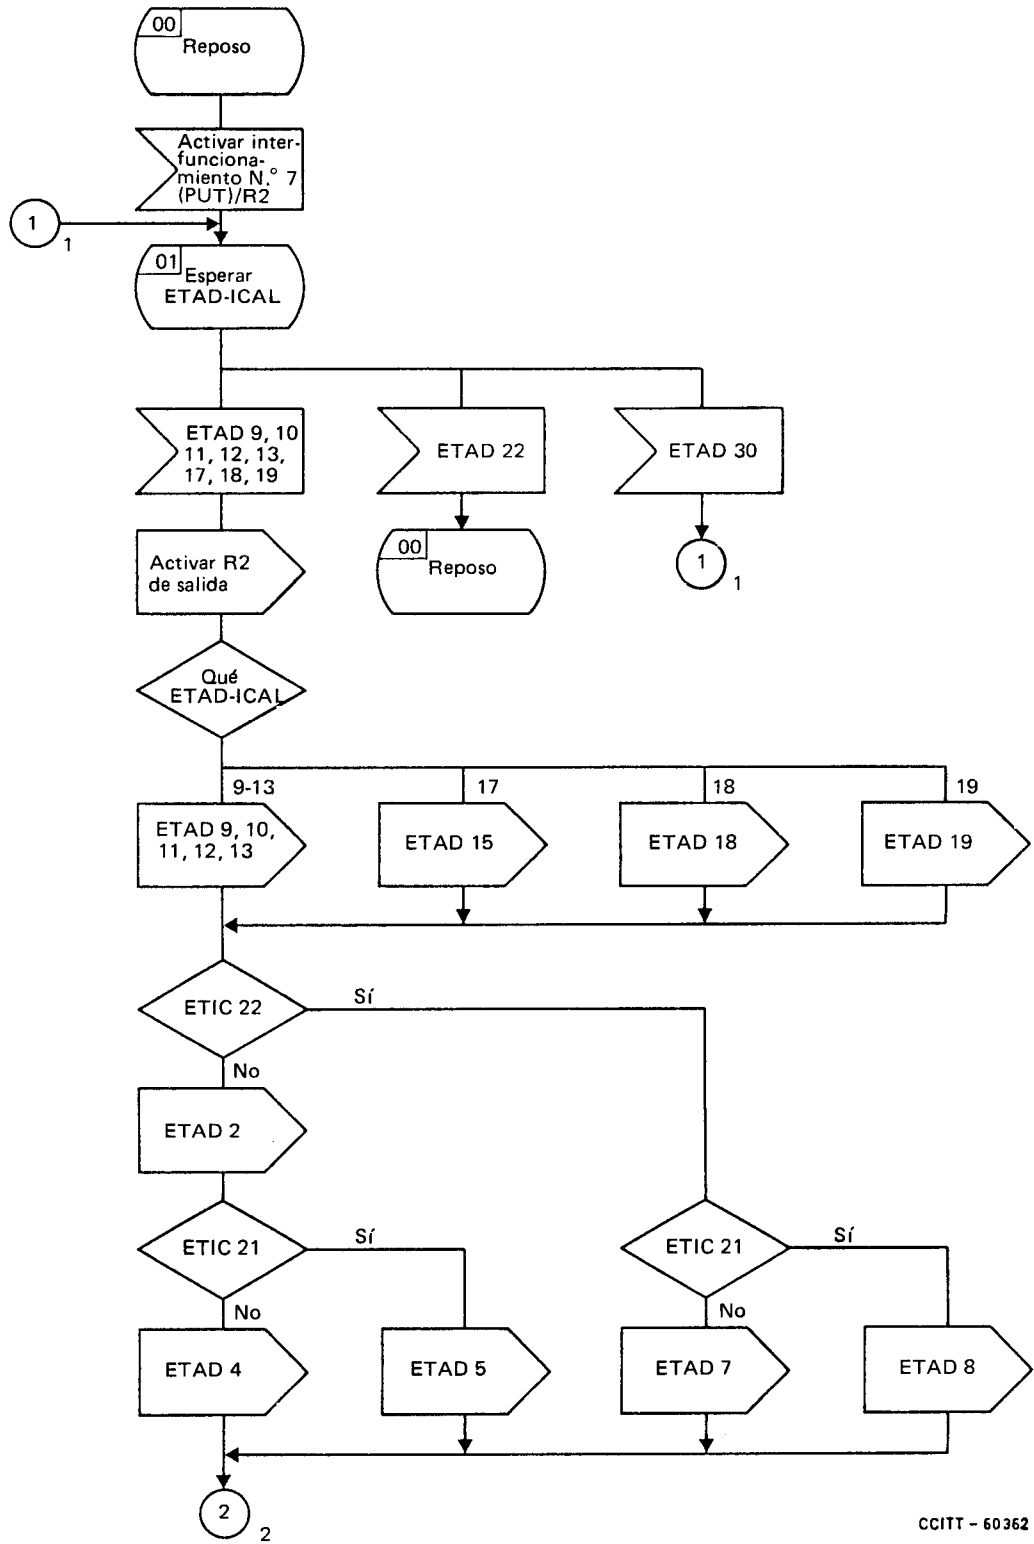 00
Reposo
Activar inter-
funciona-
miento N.° 7
(PUT)/R2
1
1
01
Esperar
ETAD-ICAL
ETAD 9, 10
11, 12, 13,
17, 18, 19
ETAD 22
ETAD 30
Activar R2
de salida
00
Reposo
1
1
Qué
ETAD-ICAL
9-13
17
18
19
ETAD 9, 10,
11, 12, 13
ETAD 15
ETAD 18
ETAD 19
ETIC 22
Sí
No
ETAD 2
ETIC 21
Sí
ETIC 21
Sí
No
No
ETAD 4
ETAD 5
ETAD 7
ETAD 8
2
2
CCITT - 60362